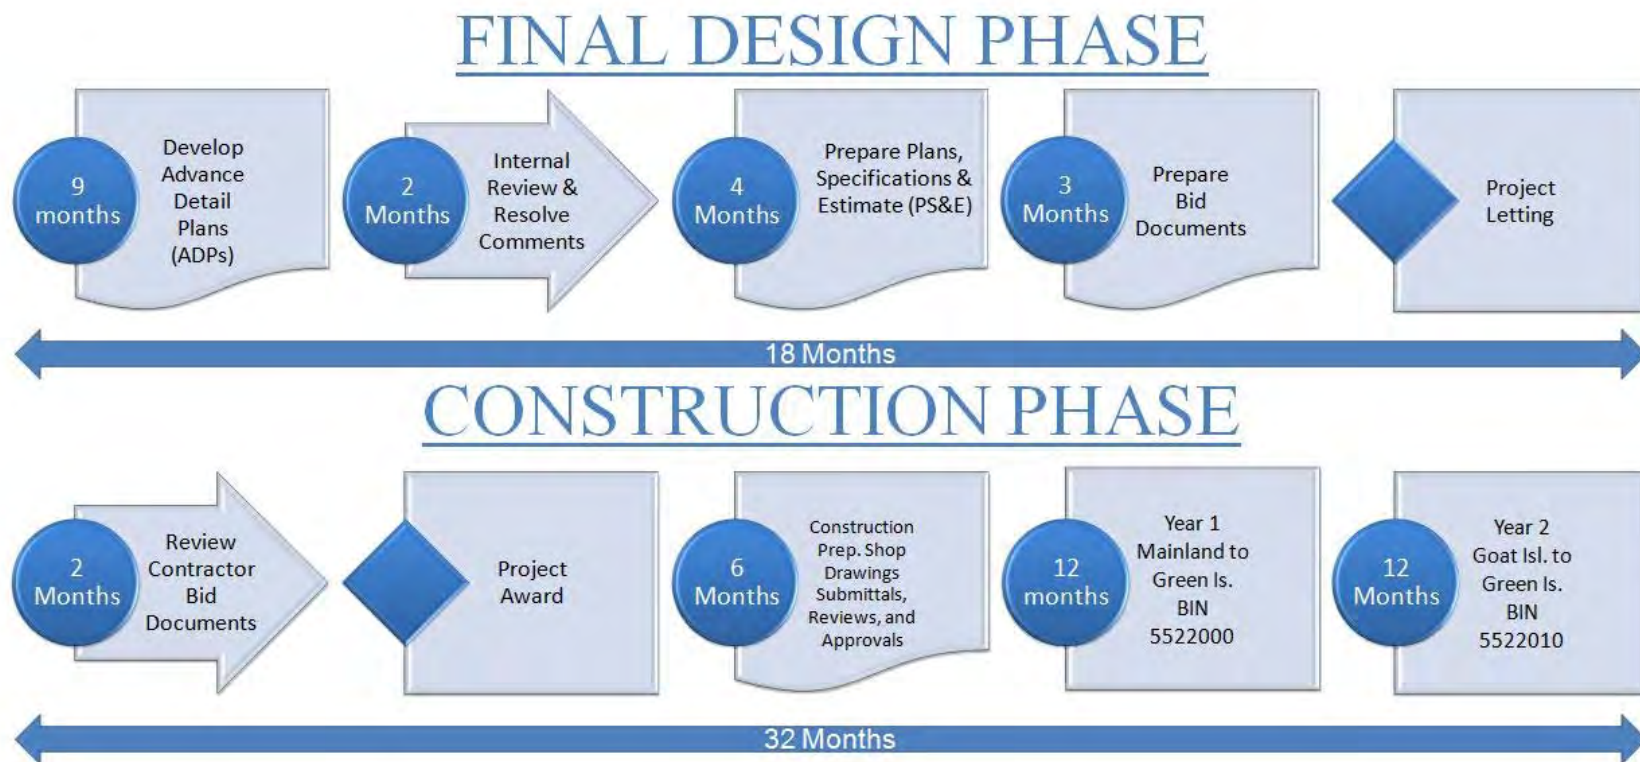 FINAL DESIGN PHASE
9
months
Develop
Advance
Detail
Plans
(ADPs)
2
Months
Internal
Review &
Resolve
Comments
4
Months
Prepare Plans,
Specifications &
Estimate (PS&E)
3
Months
Prepare
Bid
Documents
Project
Letting
18 Months
CONSTRUCTION PHASE
2
Months
Review
Contractor
Bid
Documents
Project
Award
6
Months
Construction
Prep. Shop
Drawings
Submittals,
Reviews, and
Approvals
12
months
Year 1
Mainland to
Green Is.
BIN
5522000
12
Months
Year 2
Goat Isl. to
Green Is.
BIN
5522010
32 Months